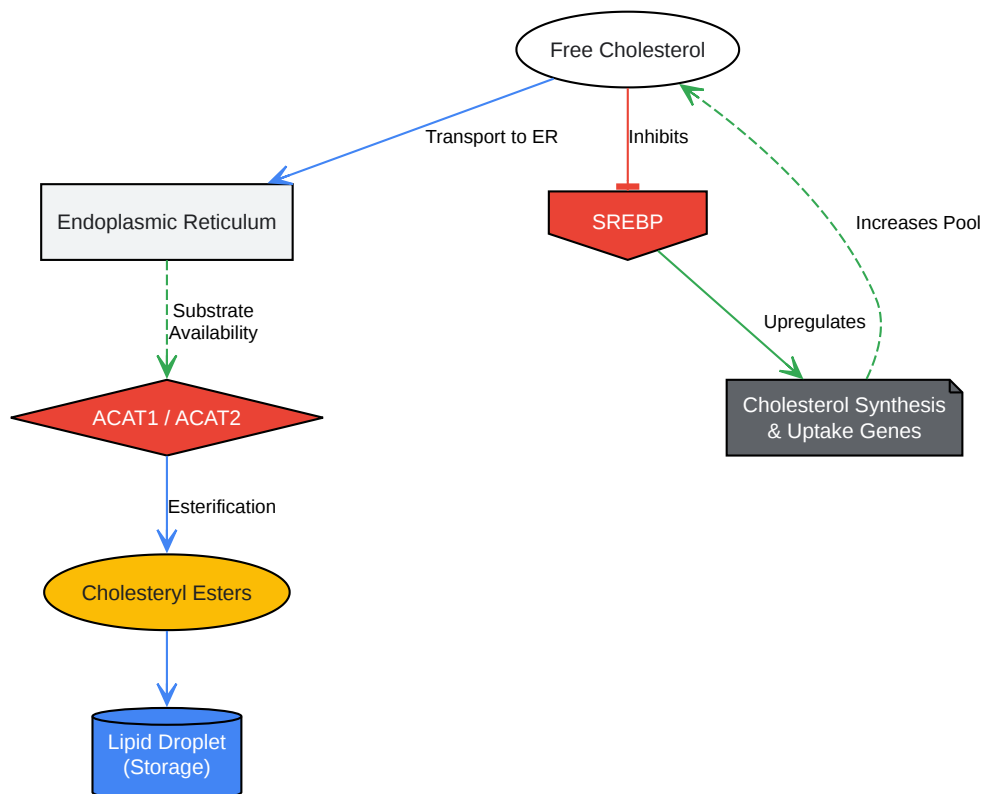 Free Cholesterol
Transport to ER
Inhibits
Endoplasmic Reticulum
SREBP
Increases Pool
Substrate
Availability
Upregulates
ACAT1 / ACAT2
Cholesterol Synthesis
& Uptake Genes
Esterification
Cholesteryl Esters
Lipid Droplet
(Storage)